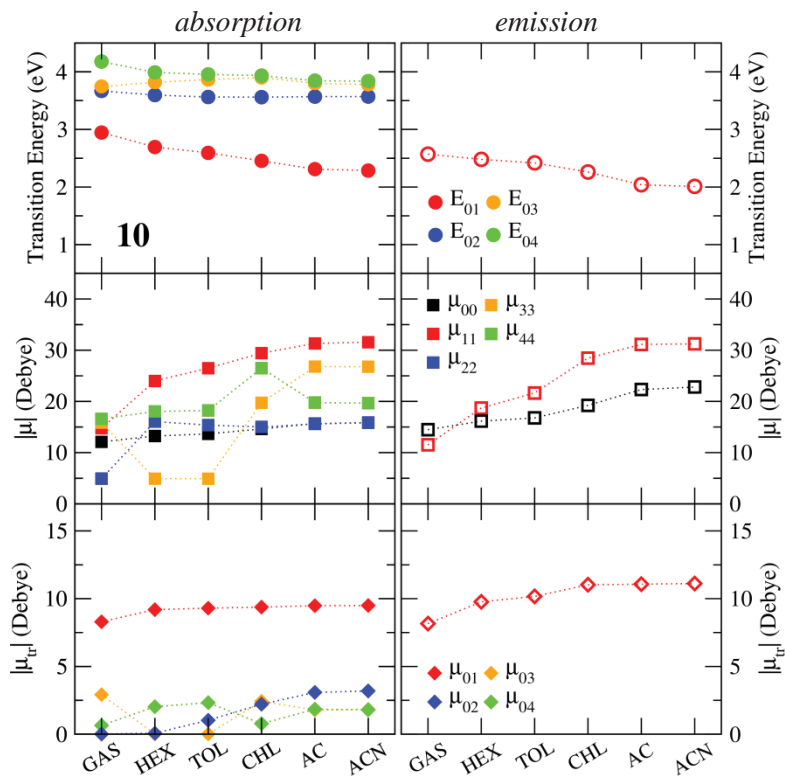 absorption emission
Transition Energy (eV)
4
3
2
1
10
E01 E03
E02 E04
4
3
2
1
Transition Energy (eV)
|μ| (Debye)
40
30
20
10
0
μ00 μ33
μ11 μ44
μ22
40
30
20
10
0
|μ| (Debye)
|μtr| (Debye)
15
10
5
0
μ01 μ03
μ02 μ04
15
10
5
0
|μtr| (Debye)
GAS HEX TOL CHL AC ACN GAS HEX TOL CHL AC ACN